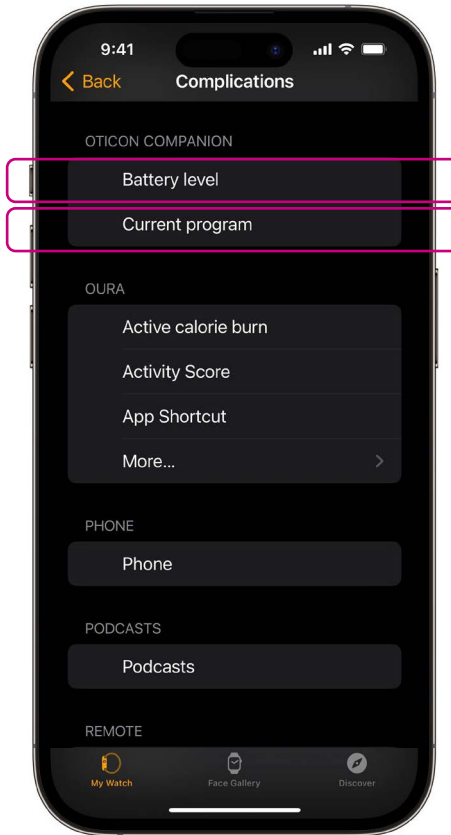 9:41
Back
Complications
OTICON COMPANION
Battery level
Current program
OURA
Active calorie burn
Activity Score
App Shortcut
More...
PHONE
Phone
PODCASTS
Podcasts
REMOTE
My Watch
Face Gallery
Discover